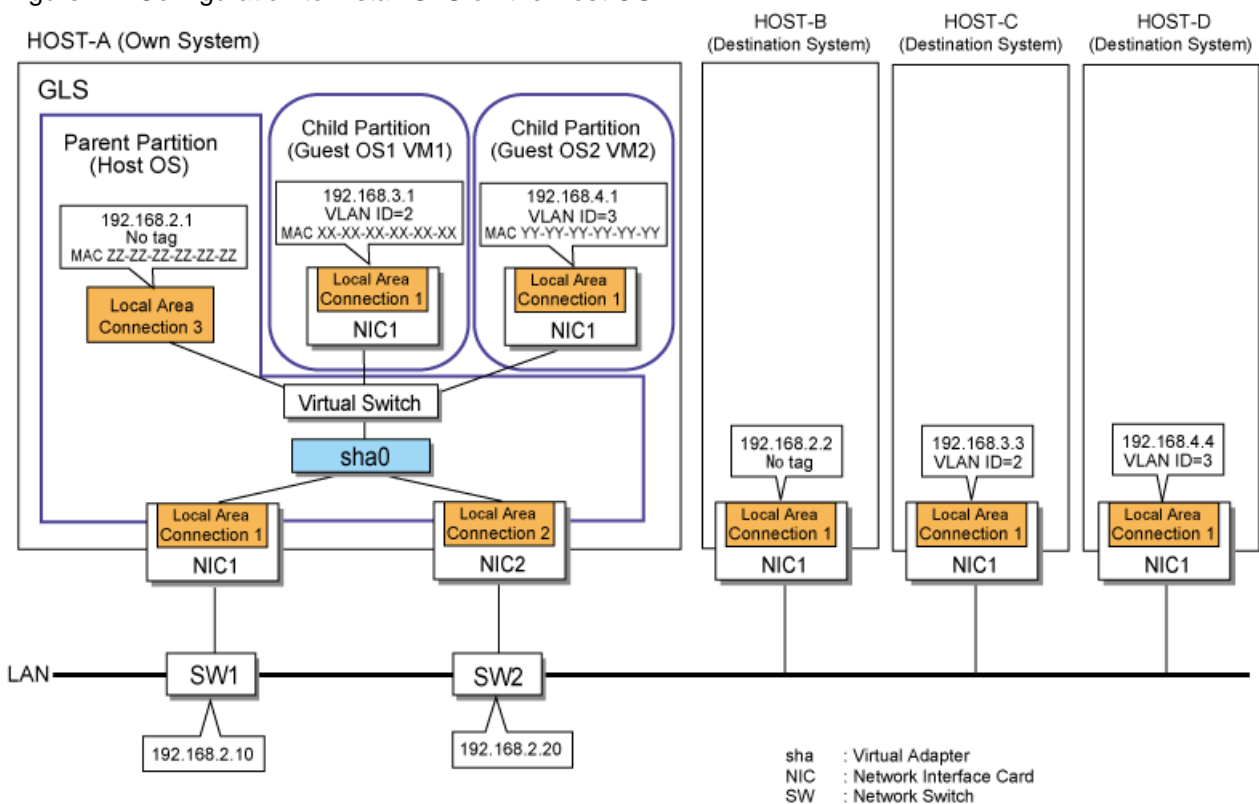 HOST-A (Own System)
GLS
Parent Partition
(Host OS)
192.168.2.1
No tag
MAC ZZ-ZZ-ZZ-ZZ-ZZ-ZZ
Local Area
Connection 3
Child Partition
(Guest OS1 VM1)
192.168.3.1
VLAN ID=2
MAC XX-XX-XX-XX-XX-XX
Local Area
Connection 1
NIC1
Child Partition
(Guest OS2 VM2)
192.168.4.1
VLAN ID=3
MAC YY-YY-YY-YY-YY-YY
Local Area
Connection 1
NIC1
Virtual Switch
sha0
Local Area
Connection 1
NIC1
Local Area
Connection 2
NIC2
HOST-B
(Destination System)
192.168.2.2
No tag
Local Area
Connection 1
NIC1
HOST-C
(Destination System)
192.168.3.3
VLAN ID=2
Local Area
Connection 1
NIC1
HOST-D
(Destination System)
192.168.4.4
VLAN ID=3
Local Area
Connection 1
NIC1
LAN
SW1
SW2
192.168.2.10
192.168.2.20
sha : Virtual Adapter
NIC : Network Interface Card
SW : Network Switch